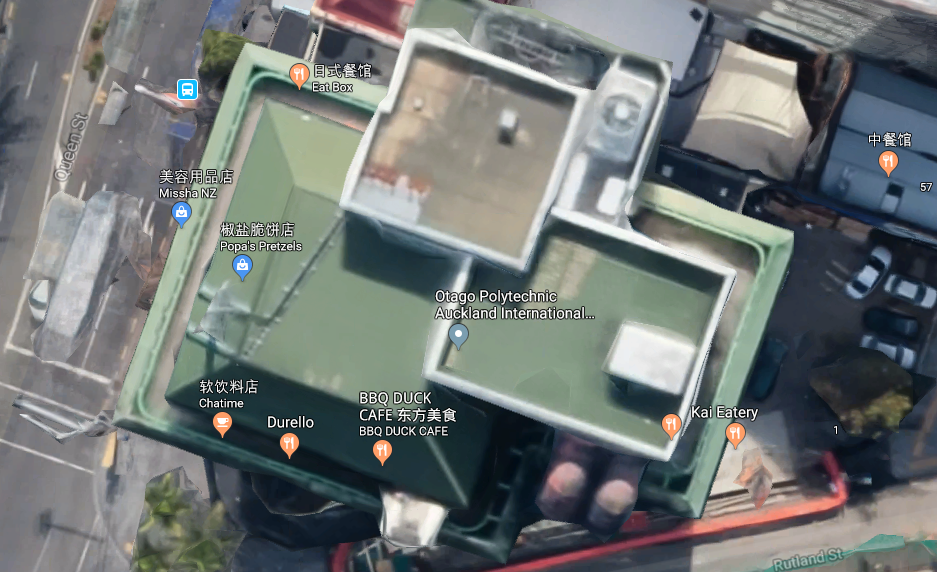 日式餐馆
Eat Box
中餐馆
57
Queen St
美容用品店
Missha NZ
椒盐脆饼店
Popa's Pretzels
Otago Polytechnic
Auckland International...
软饮料店
Chatime
Durello
BBQ DUCK
CAFE 东方美食
BBQ DUCK CAFE
Kai Eatery
1
Rutland St